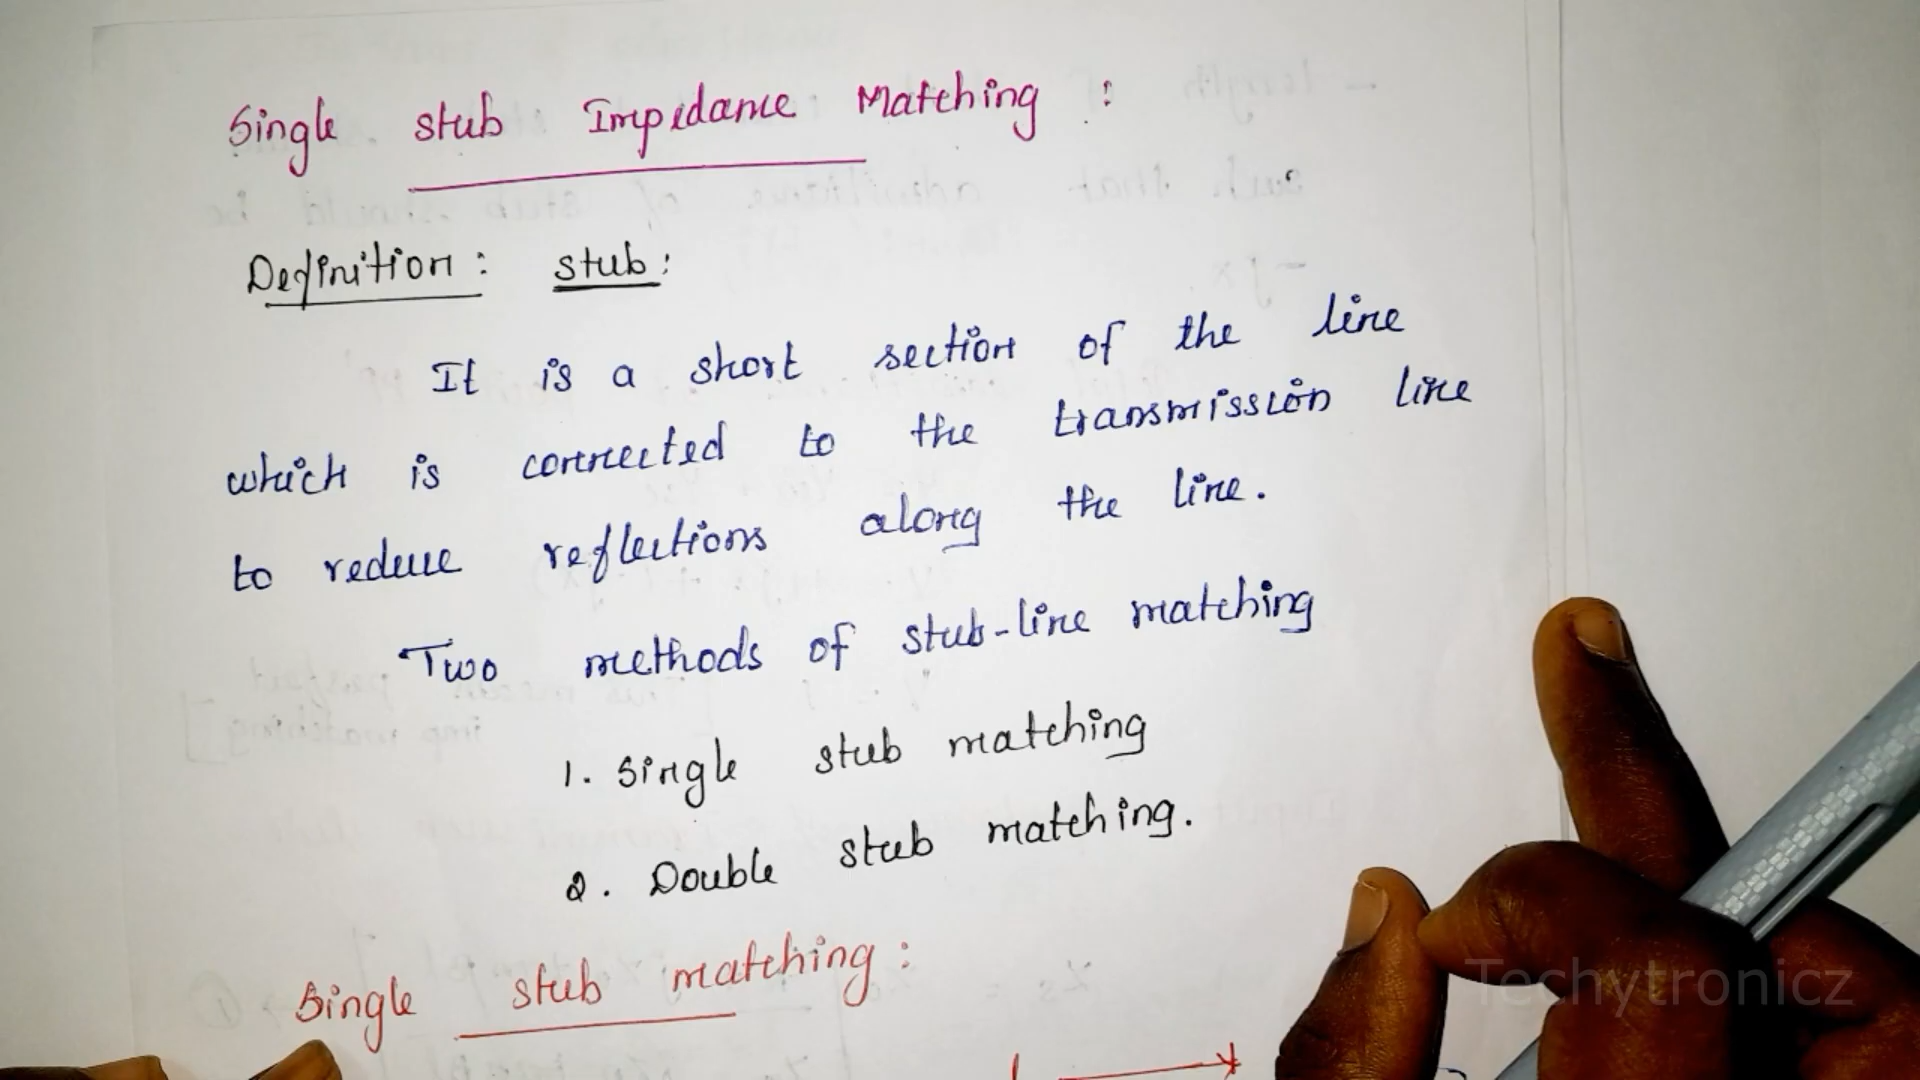 Single stub Impedance Matching :
Definition : stub :
It is a short section of the line
which is connected to the transmission line
to reduce reflections along the line.
Two methods of stub-line matching
1. Single stub matching
2. Double stub matching.
Single stub matching :
Techytronicz